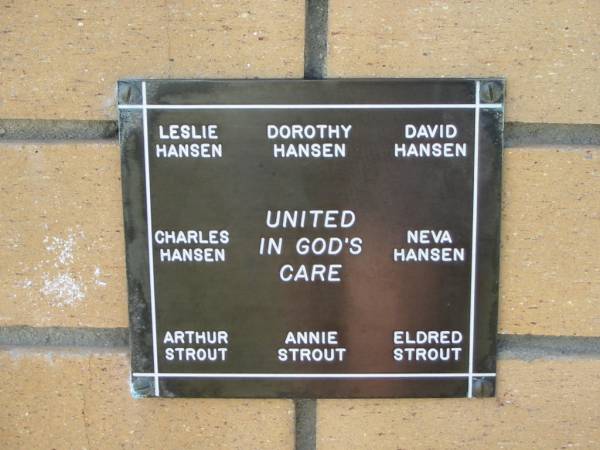 LESLIE
HANSEN
DOROTHY
HANSEN
DAVID
HANSEN
CHARLES
HANSEN
UNITED
IN GOD'S
CARE
NEVA
HANSEN
ARTHUR
STROUT
ANNIE
STROUT
ELDRED
STROUT